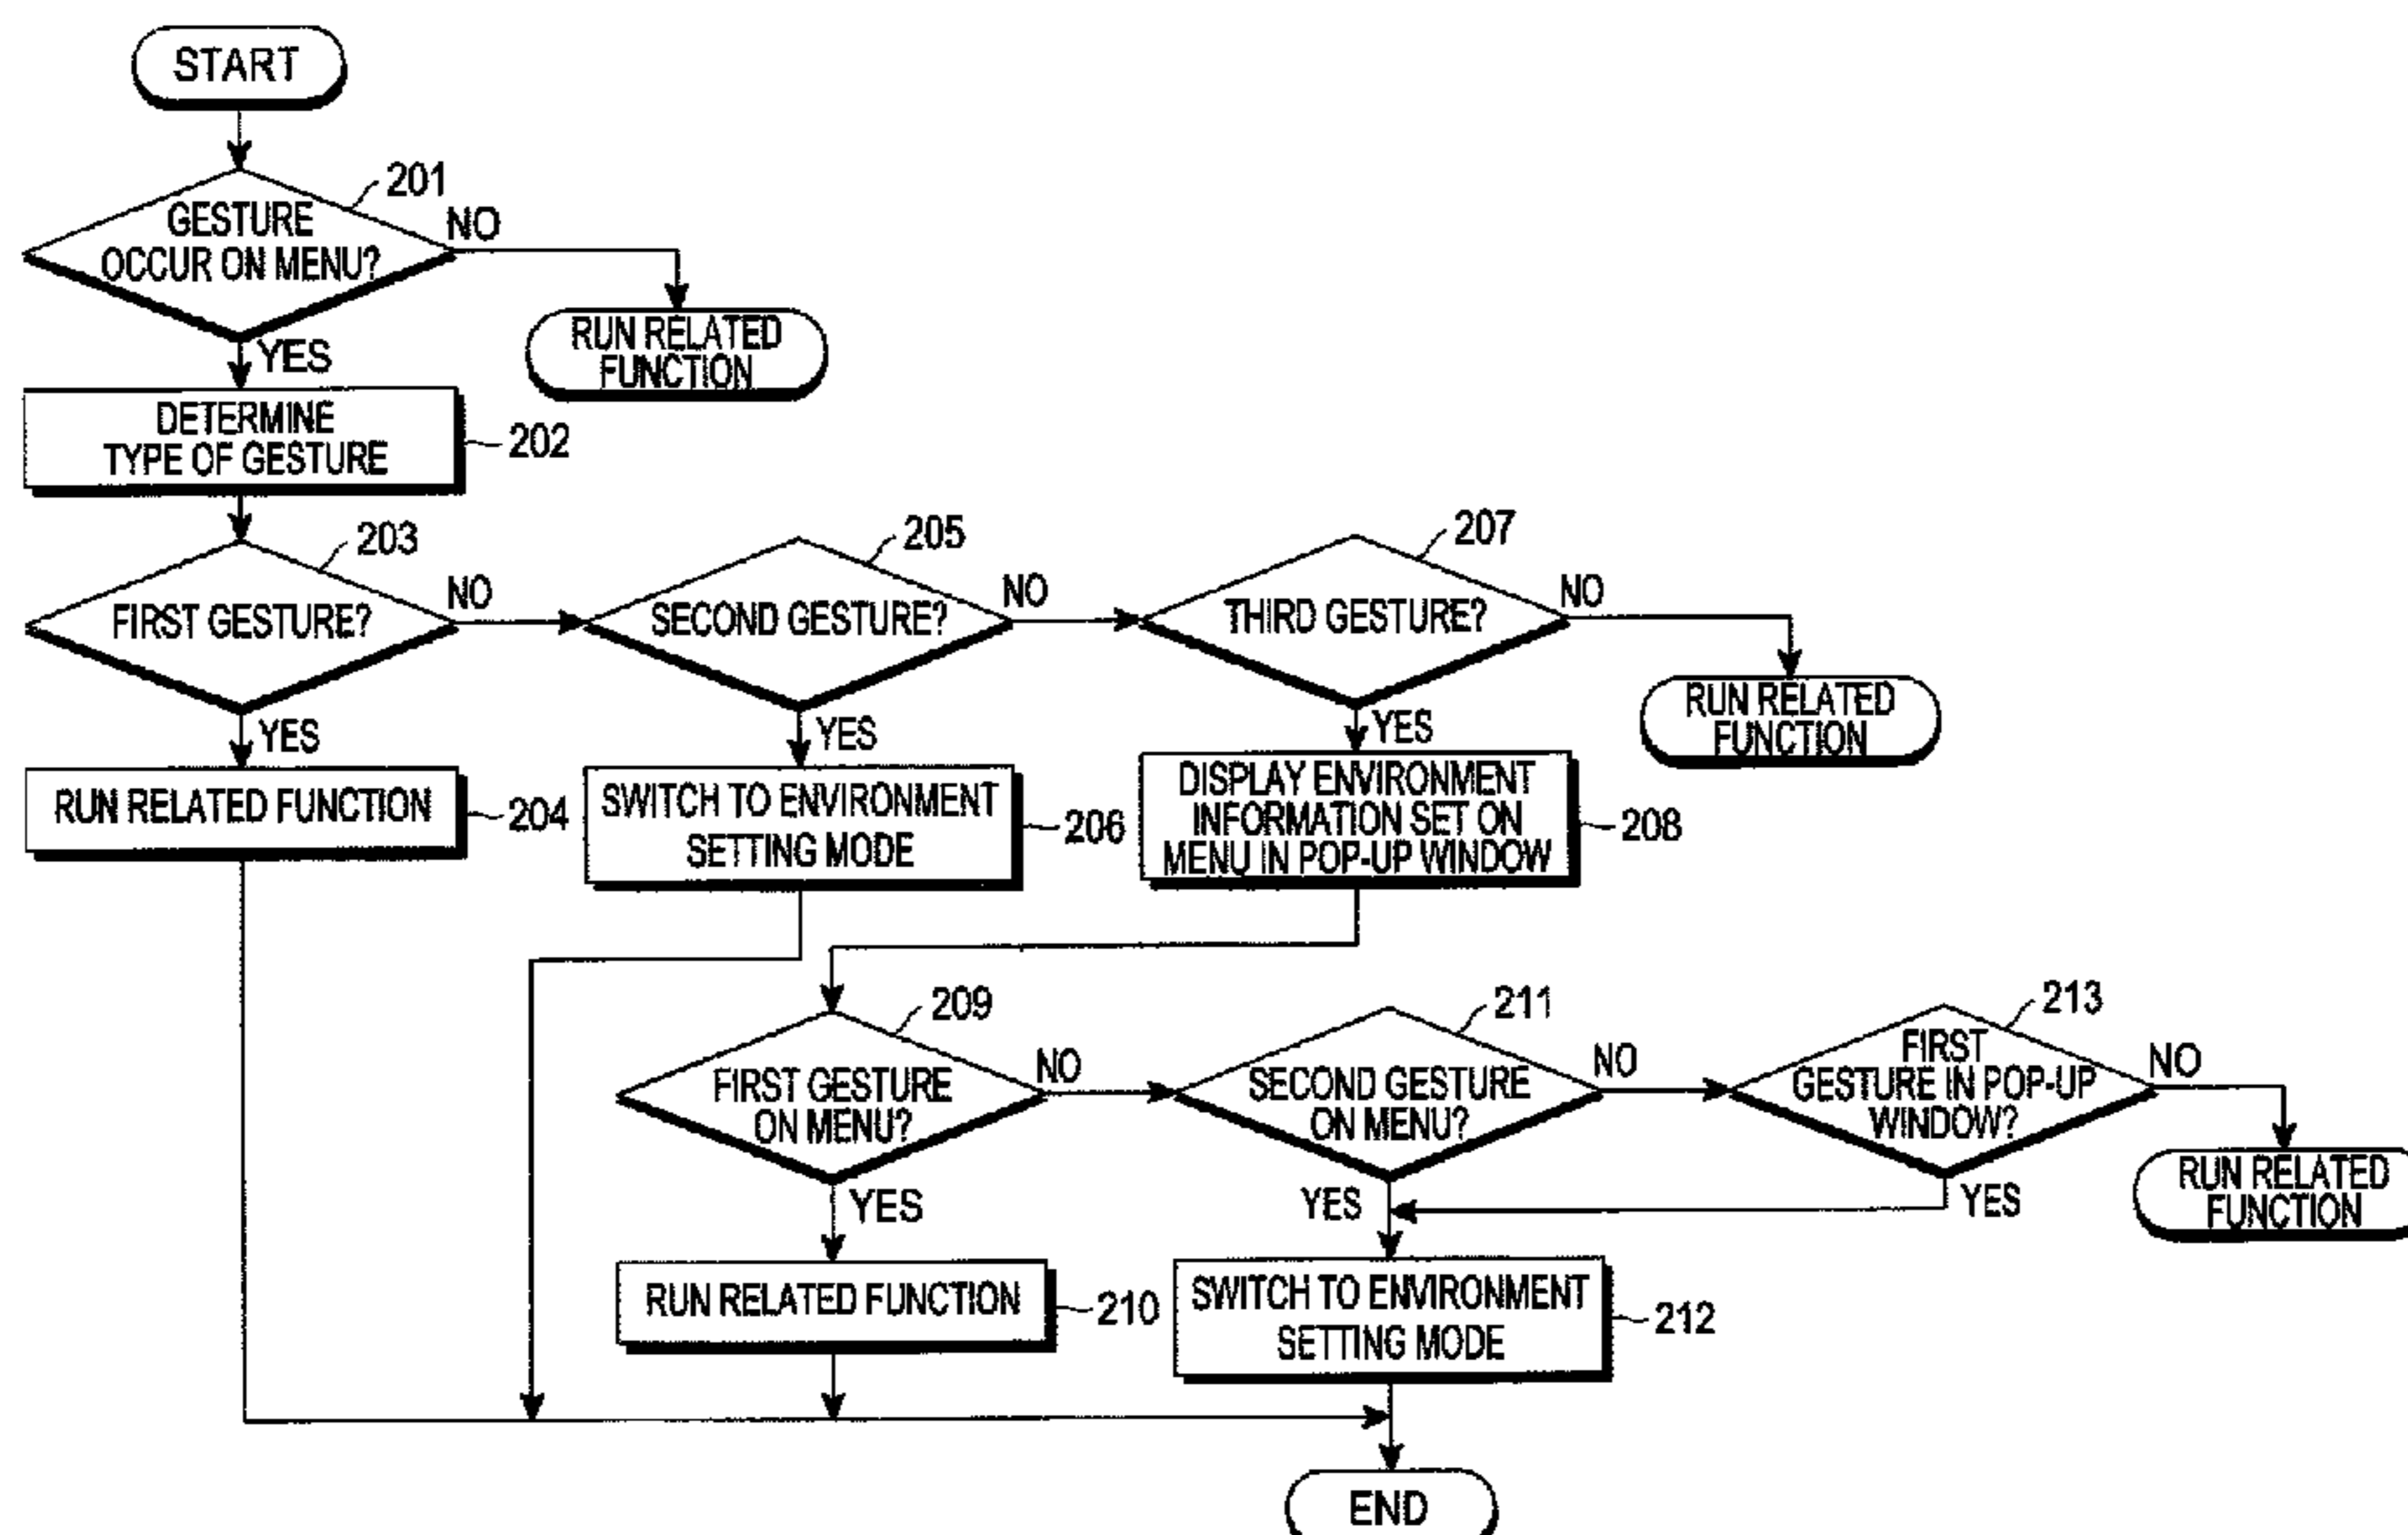 START
201
GESTURE
OCCUR ON MENU?
NO
RUN RELATED
FUNCTION
YES
DETERMINE
TYPE OF GESTURE
202
203
FIRST GESTURE?
NO
205
SECOND GESTURE?
NO
207
THIRD GESTURE?
NO
RUN RELATED
FUNCTION
YES
RUN RELATED FUNCTION
204
YES
SWITCH TO ENVIRONMENT
SETTING MODE
206
YES
DISPLAY ENVIRONMENT
INFORMATION SET ON
MENU IN POP-UP WINDOW
208
209
FIRST GESTURE
ON MENU?
NO
211
SECOND GESTURE
ON MENU?
NO
213
FIRST
GESTURE IN POP-UP
WINDOW?
NO
RUN RELATED
FUNCTION
YES
YES
YES
RUN RELATED FUNCTION
210
SWITCH TO ENVIRONMENT
SETTING MODE
212
END